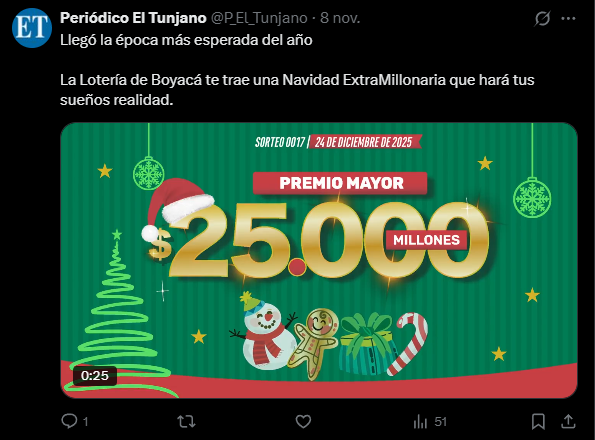 ET
Periódico El Tunjano @P_El_Tunjano · 8 nov.
Llegó la época más esperada del año
La Lotería de Boyacá te trae una Navidad ExtraMillonaria que hará tus
sueños realidad.
SORTEO 0017 | 24 DE DICIEMBRE DE 2025
PREMIO MAYOR
$25.000
MILLONES
0:25
1
51